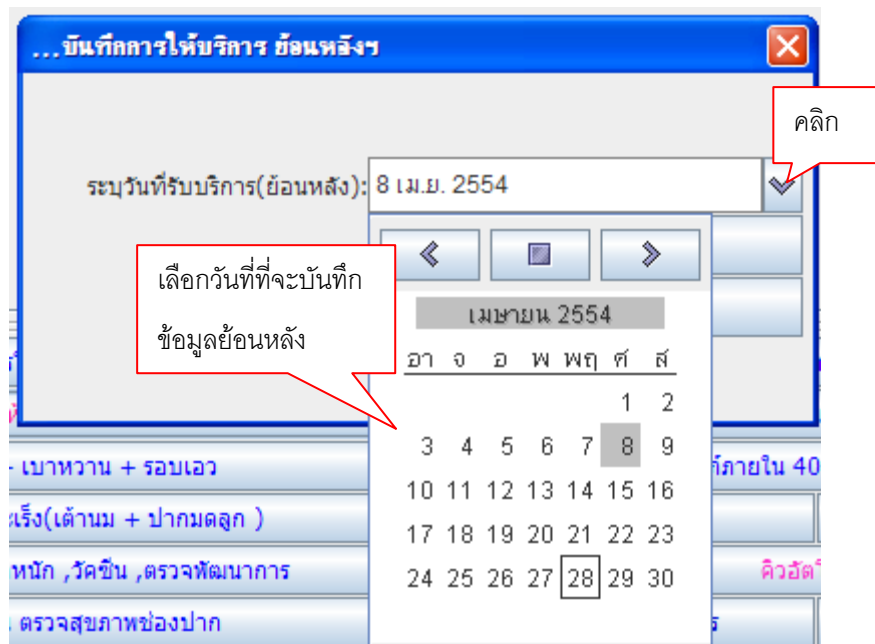 ...บันทึกการให้บริการ ย้อนหลังฯ
คลิก
ระบุวันที่รับบริการ(ย้อนหลัง): 8 เม.ย. 2554
เลือกวันที่ที่จะบันทึก
ข้อมูลย้อนหลัง
เมษายน 2554
อา จ อ พ พฤ ศ ส
1 2
3 4 5 6 7 8 9
10 11 12 13 14 15 16
17 18 19 20 21 22 23
24 25 26 27 28 29 30
- เบาหวาน + รอบเอว
ภายใน 40
(เต้านม + ปากมดลูก )
หนัก ,วัคซีน ,ตรวจพัฒนาการ
ตรวจสุขภาพช่องปาก